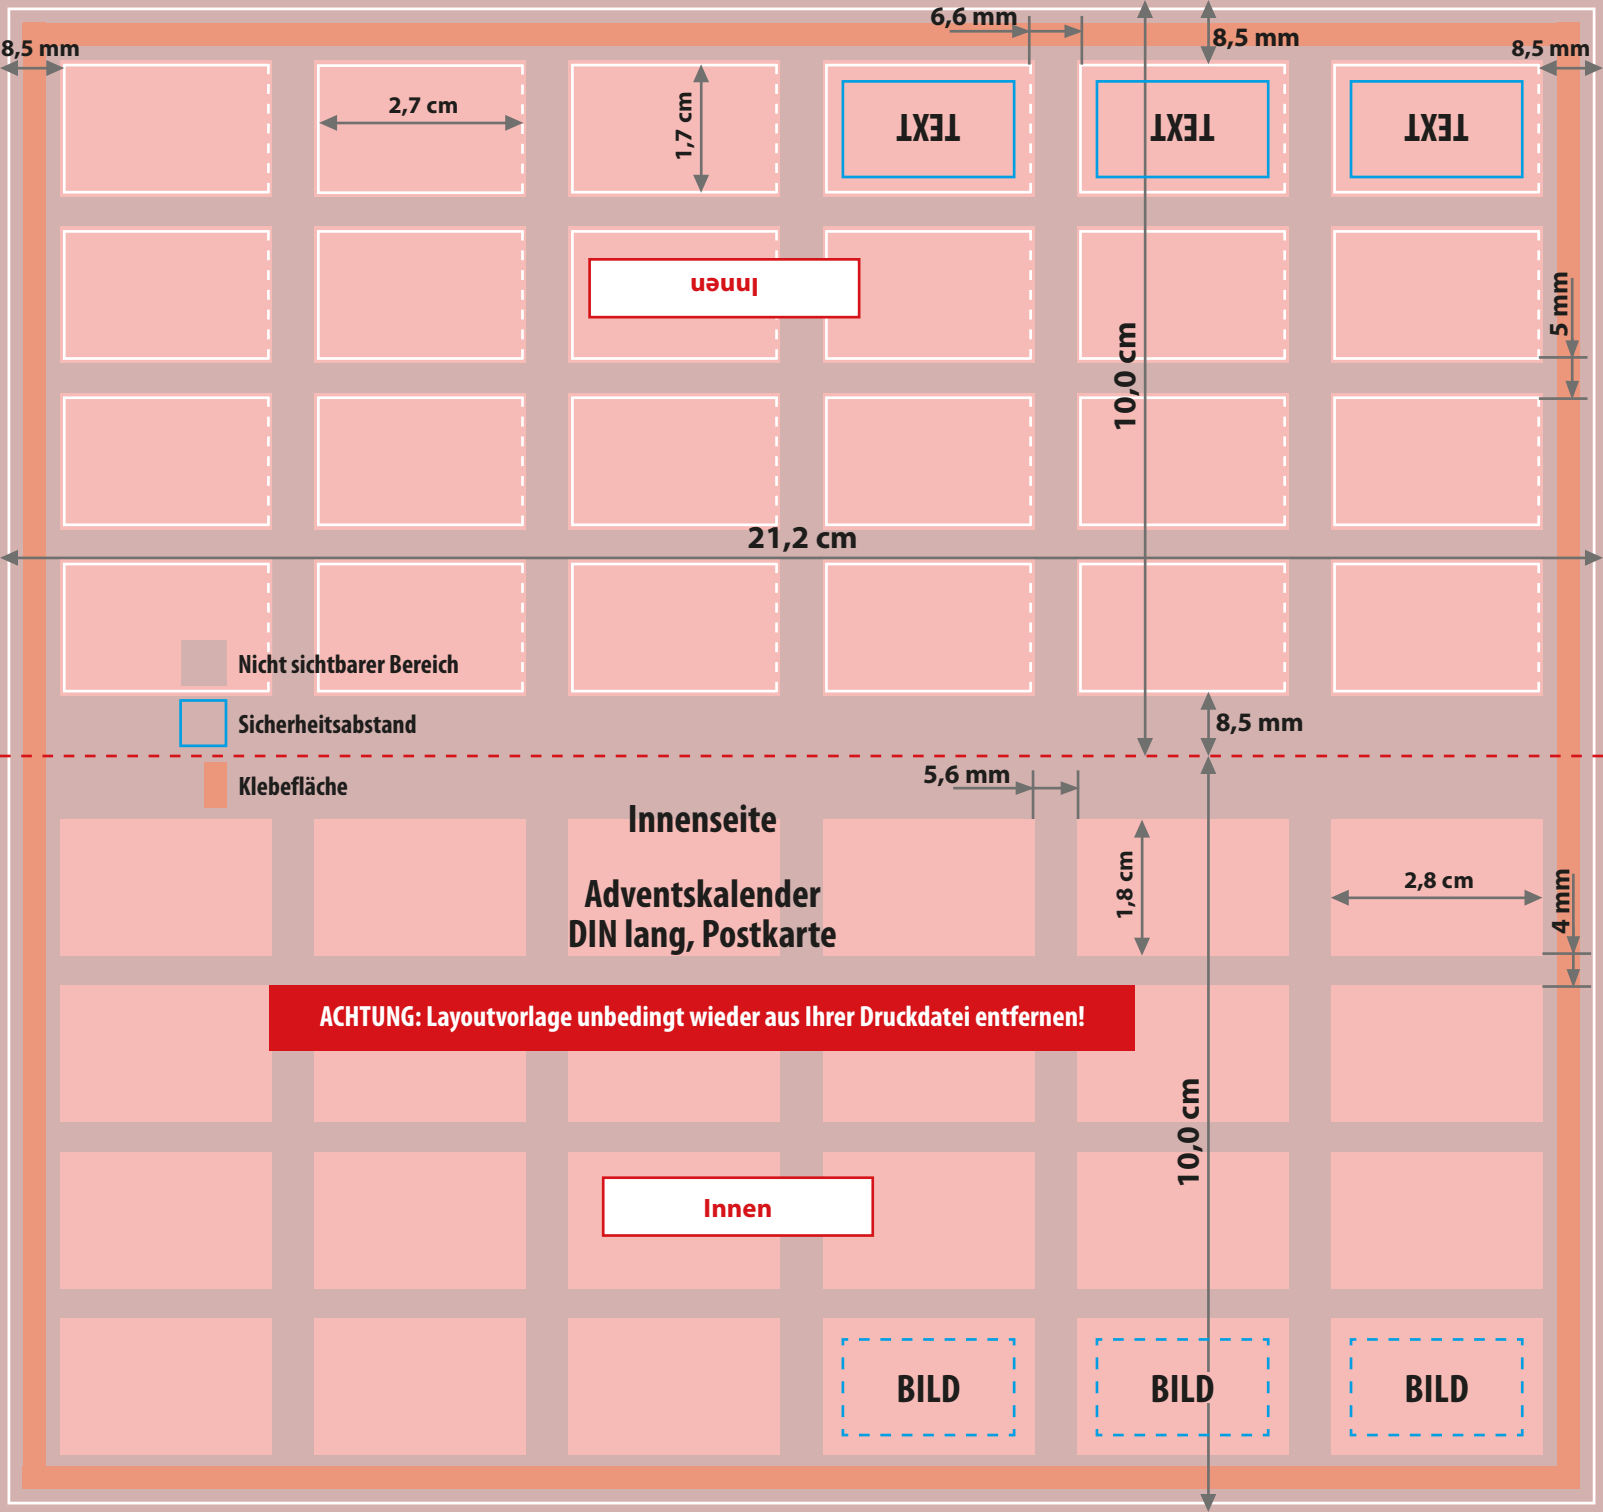 6,6 mm
8,5 mm
8,5 mm
8,5 mm
2,7 cm
1,7 cm
TEXT
TEXT
TEXT
Innen
5 mm
10,0 cm
21,2 cm
Nicht sichtbarer Bereich
Sicherheitsabstand
8,5 mm
Klebefläche
5,6 mm
Innenseite
Adventskalender
DIN lang, Postkarte
1,8 cm
2,8 cm
4 mm
ACHTUNG: Layoutvorlage unbedingt wieder aus Ihrer Druckdatei entfernen!
10,0 cm
Innen
BILD
BILD
BILD